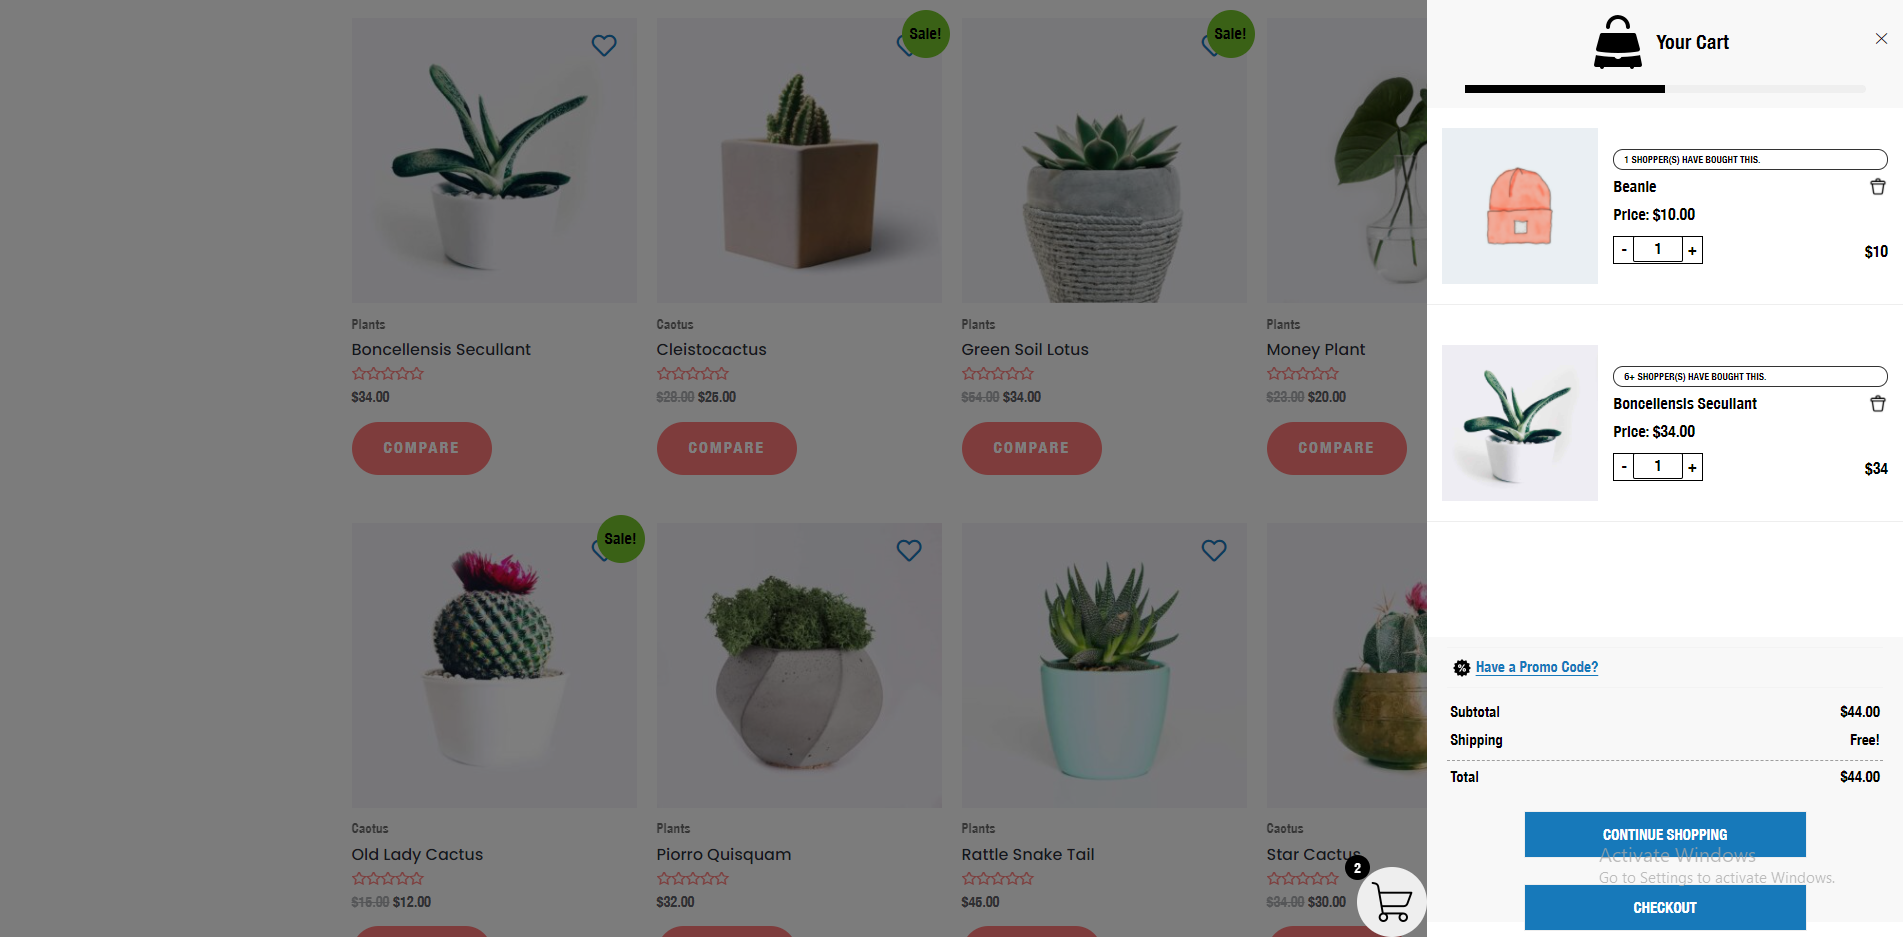 Sale!
Sale!
Plants
Boncellensis Secullant
$34.00
COMPARE
Cactus
Cleistocactus
$28.00 $25.00
COMPARE
Plants
Green Soil Lotus
$54.00 $34.00
COMPARE
Plants
Money Plant
$23.00 $20.00
COMPARE
Sale!
Cactus
Old Lady Cactus
$15.00 $12.00
Plants
Piorro Quisquam
$32.00
Plants
Rattle Snake Tail
$45.00
Cactus
Star Cactus
$34.00 $30.00
2
Your Cart
1 SHOPPER(S) HAVE BOUGHT THIS.
Beanie
Price: $10.00
- 1 +
$10
6+ SHOPPER(S) HAVE BOUGHT THIS.
Boncellensis Secullant
Price: $34.00
- 1 +
$34
% Have a Promo Code?
Subtotal $44.00
Shipping Free!
Total $44.00
CONTINUE SHOPPING
Activate Windows
Go to Settings to activate Windows.
CHECKOUT